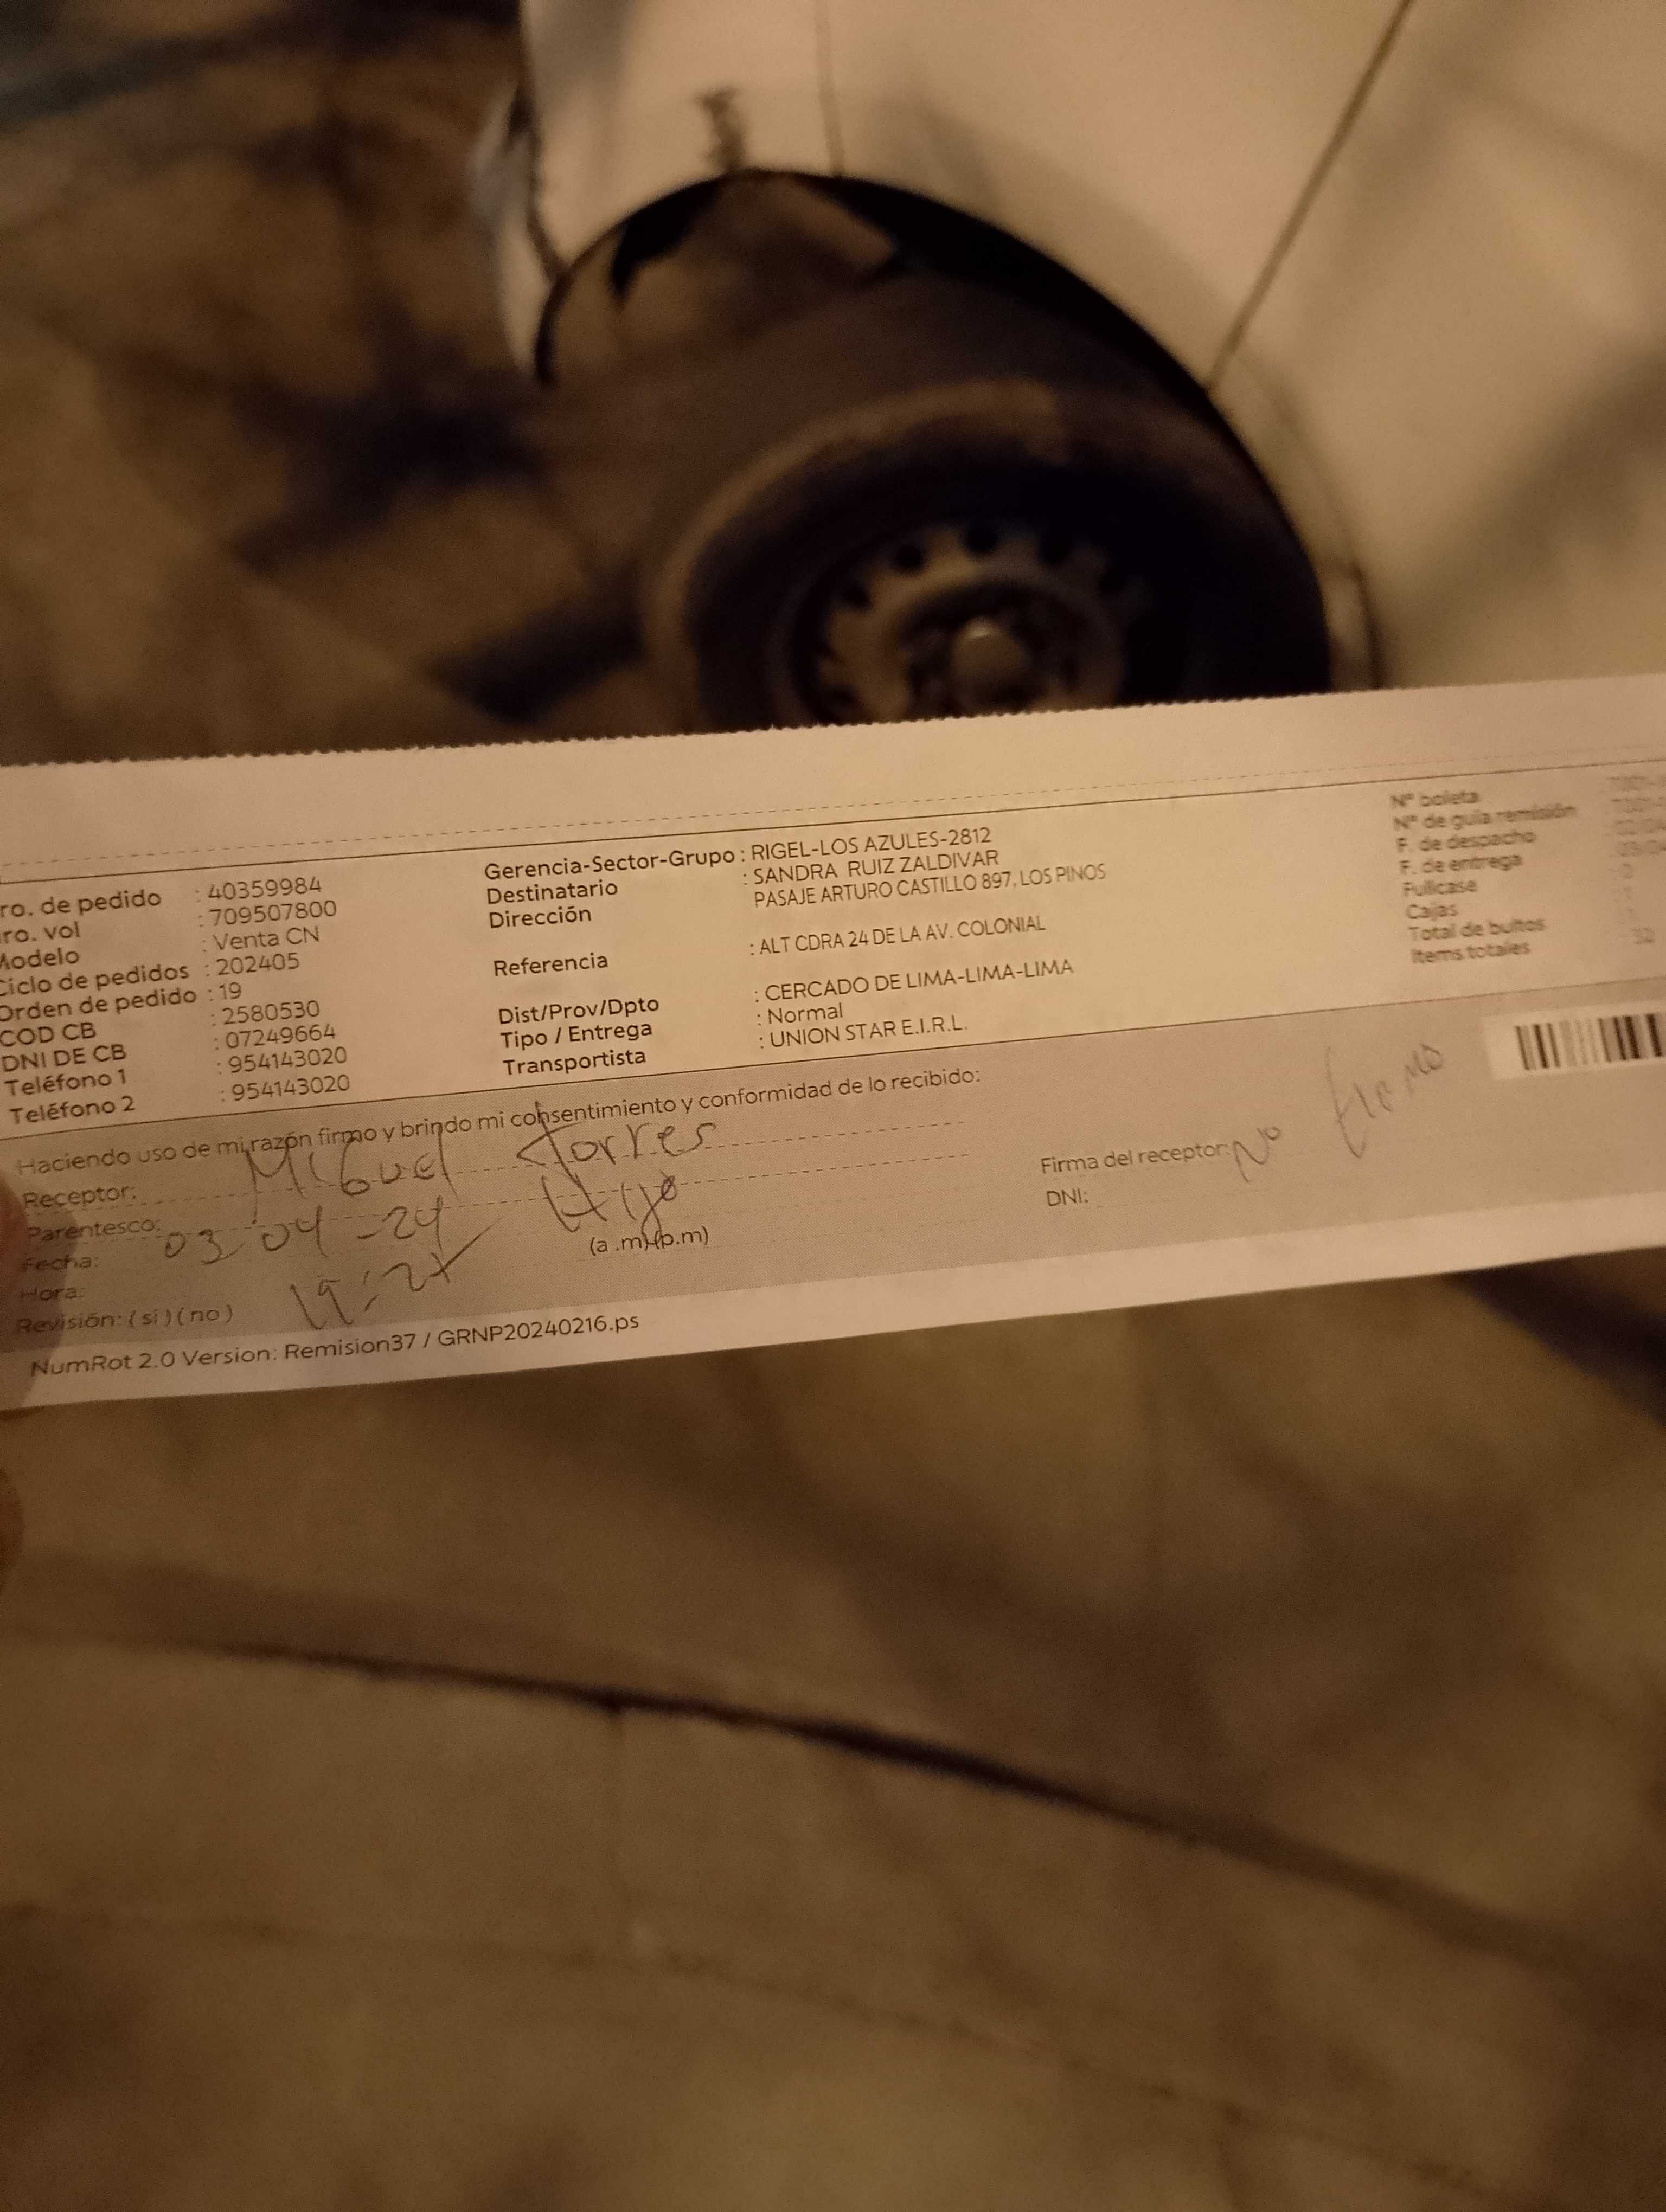 ro. de pedido : 40359984
ro. vol : 709507800
Modelo : Venta CN
Ciclo de pedidos : 202405
Orden de pedido : 19
COD CB : 2580530
DNI DE CB : 07249664
Teléfono 1 : 954143020
Teléfono 2 : 954143020
Gerencia-Sector-Grupo : RIGEL-LOS AZULES-2812
Destinatario : SANDRA RUIZ ZALDIVAR
Dirección PASAJE ARTURO CASTILLO 897, LOS PINOS
Referencia : ALT CDRA 24 DE LA AV. COLONIAL
Dist/Prov/Dpto : CERCADO DE LIMA-LIMA-LIMA
Tipo / Entrega : Normal
Transportista : UNION STAR E.I.R.L.
N° boleta
N° de guía remisión
F. de despacho
F. de entrega
Fullcase
Cajas
Total de bultos
Items totales 32
Haciendo uso de mi razón firmo y brindo mi consentimiento y conformidad de lo recibido:
Receptor: Miguel Torres
Parentesco: Hijo
Fecha: 03-04-24
Hora: 19:27 (a .m)(p.m)
Revisión: ( si ) ( no )
Firma del receptor: No firmo
DNI:
NumRot 2.0 Version: Remision37 / GRNP20240216.ps